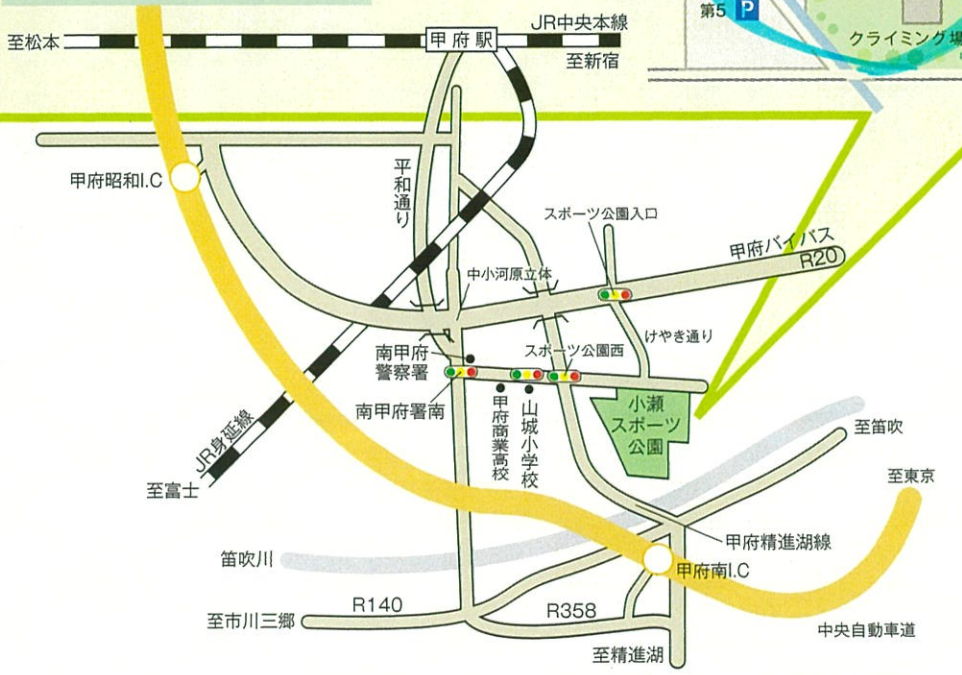 第5 P
クライミング場
至松本
甲府駅
JR中央本線
至新宿
甲府昭和I.C
平和通り
スポーツ公園入口
甲府バイパス
R20
中小河原立体
けやき通り
南甲府
警察署
スポーツ公園西
南甲府署南
甲府商業高校
山城小学校
小瀬
スポーツ
公園
JR身延線
至富士
至笛吹
至東京
笛吹川
甲府精進湖線
甲府南I.C
至市川三郷
R140
R358
中央自動車道
至精進湖